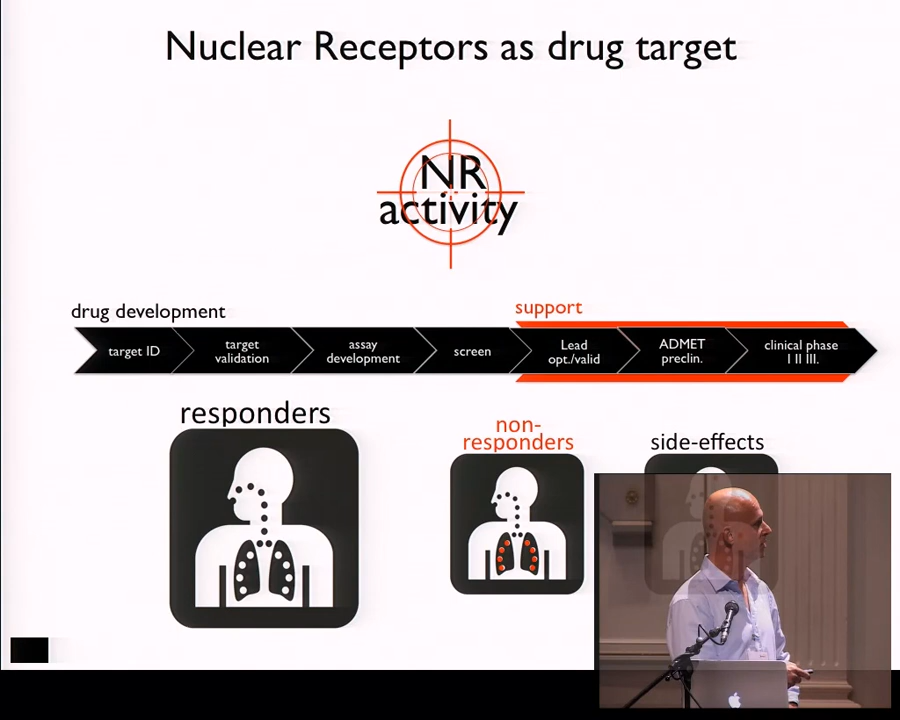 Nuclear Receptors as drug target
NR
activity
drug development
support
target ID
target
validation
assay
development
screen
Lead
opt./valid
ADMET
preclin.
clinical phase
I II III.
responders
non-
responders
side-effects